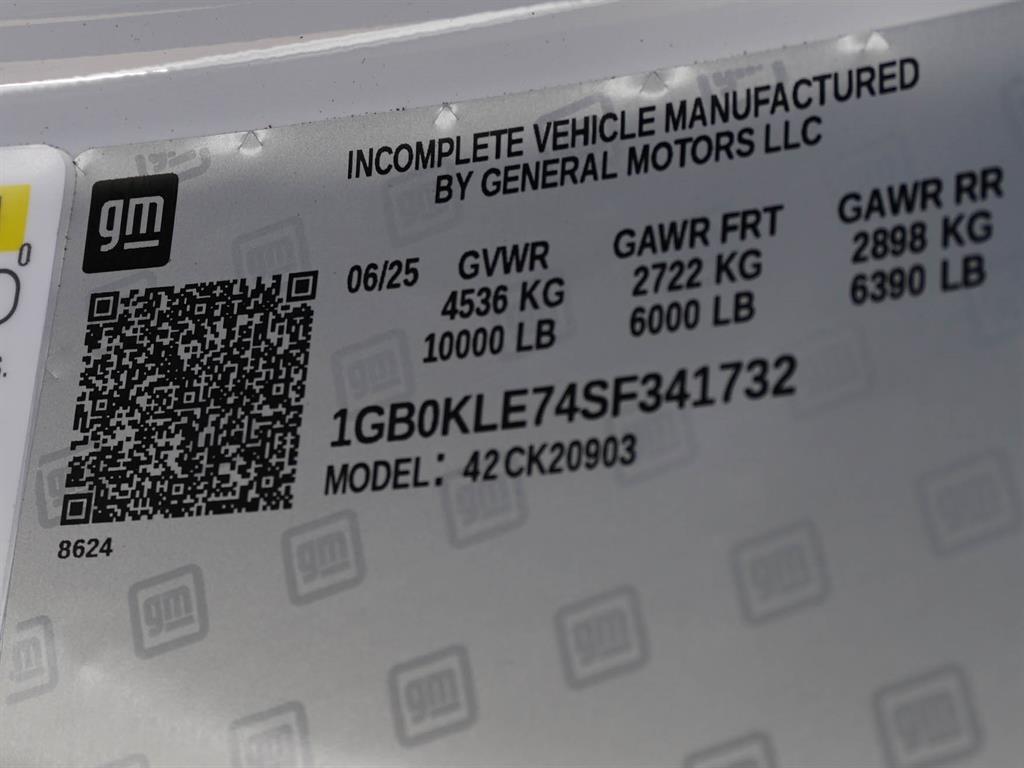 INCOMPLETE VEHICLE MANUFACTURED
BY GENERAL MOTORS LLC
gm
06/25
GVWR
4536 KG
10000 LB
GAWR FRT
2722 KG
6000 LB
GAWR RR
2898 KG
6390 LB
1GB0KLE74SF341732
MODEL: 42CK20903
8624